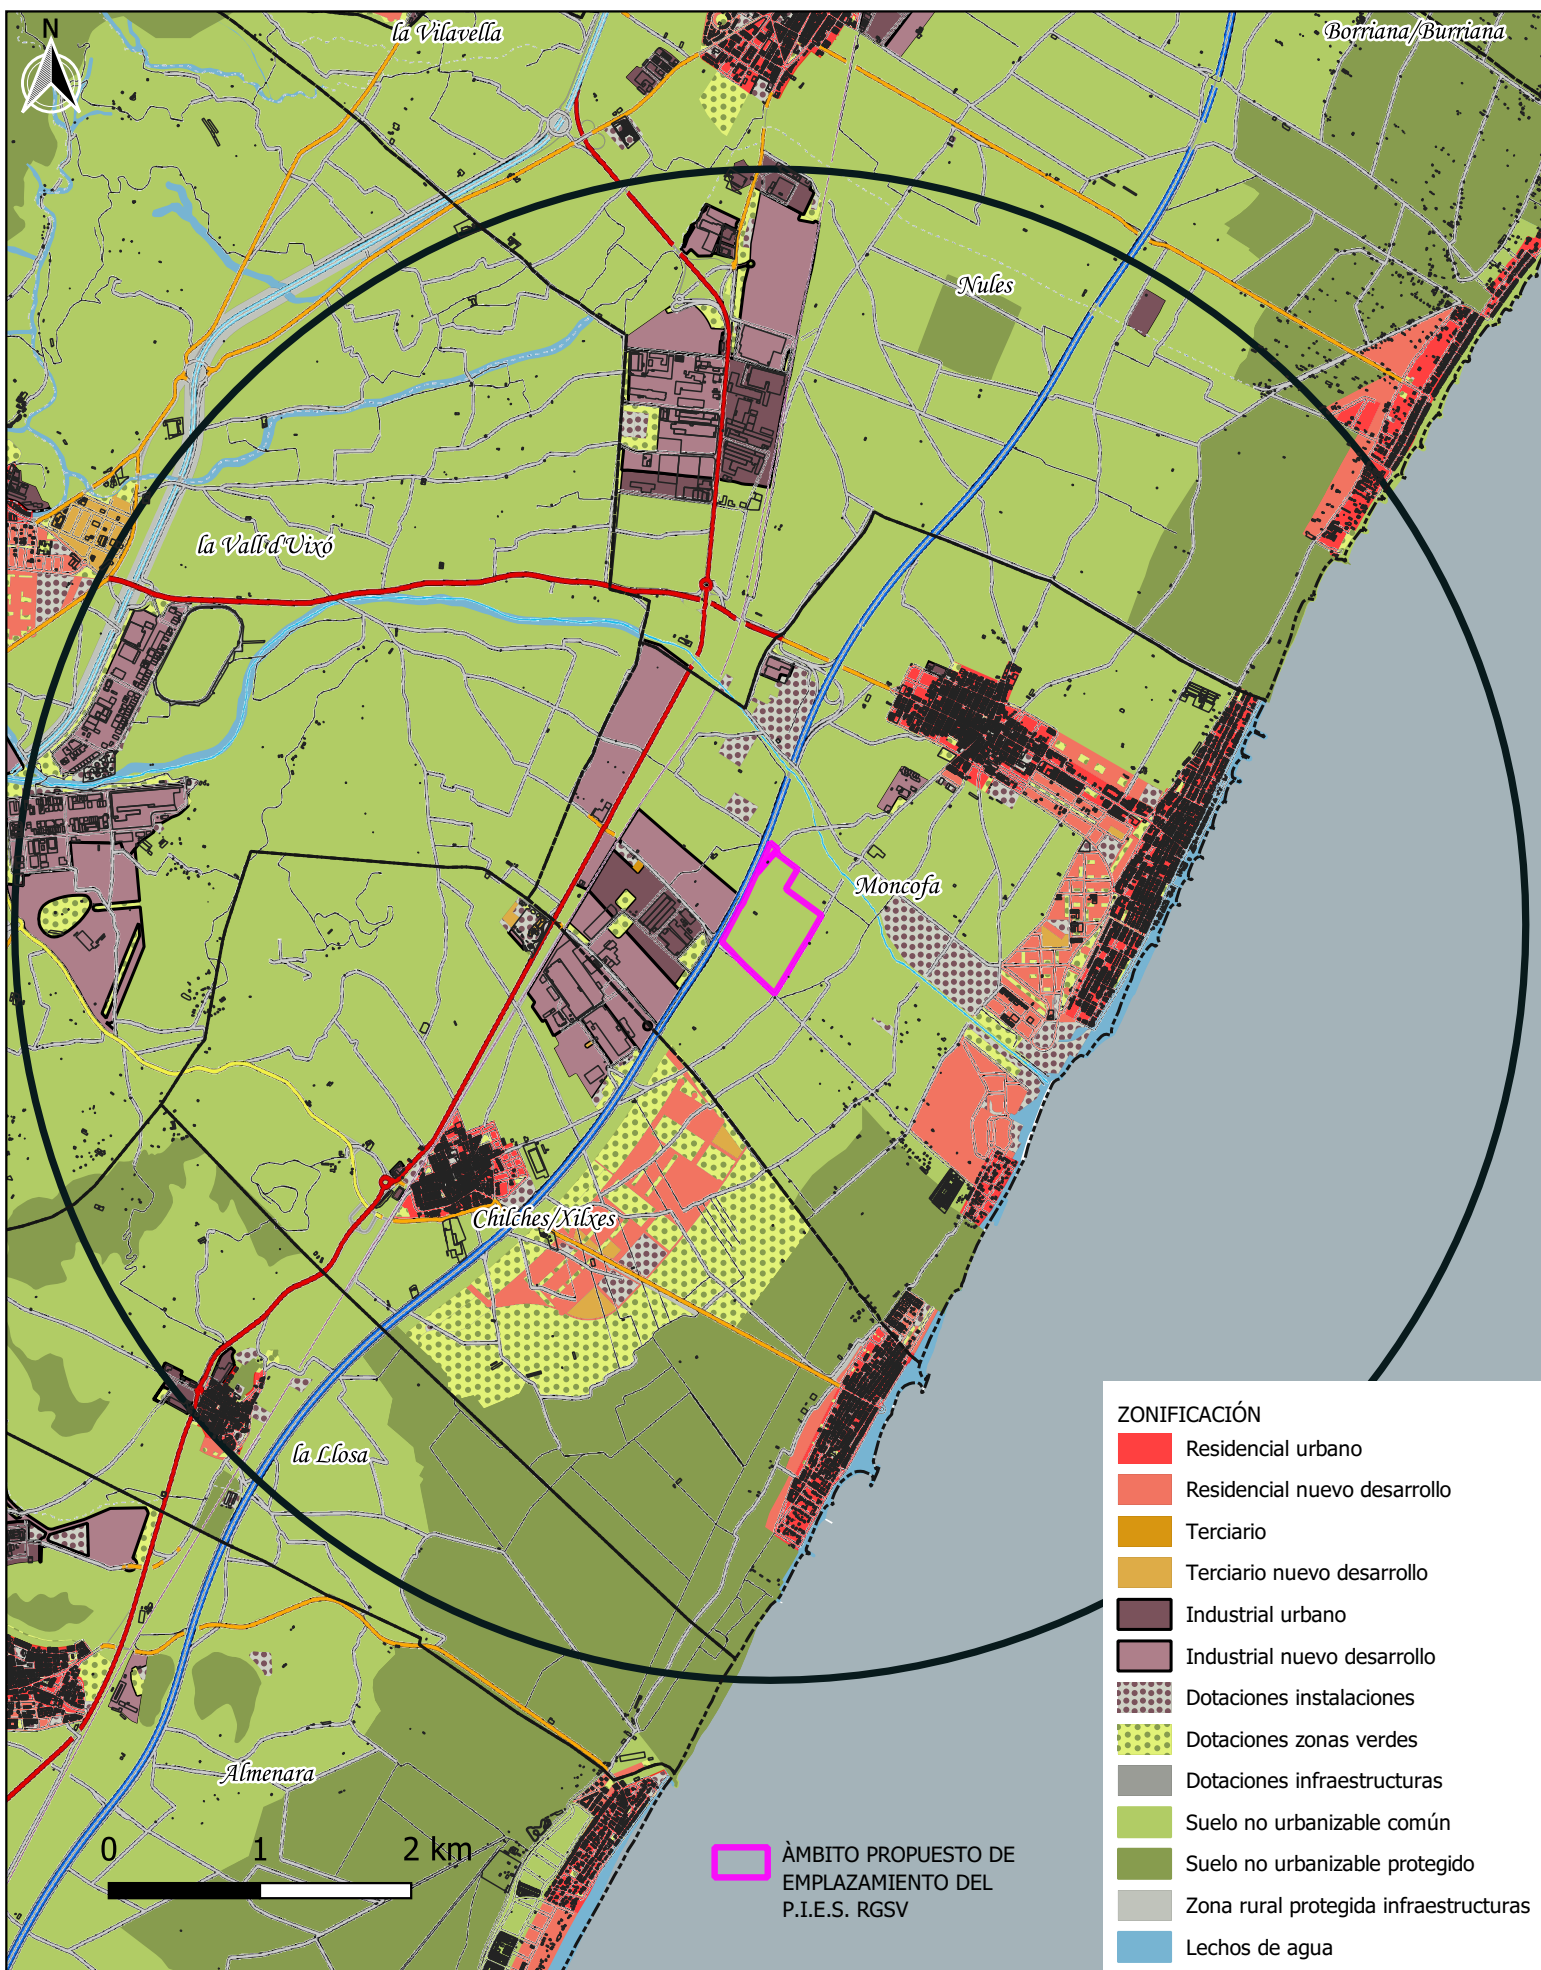 N
la Vilavella
Borriana/Burriana
Nules
la Vall d'Uixó
Moncofa
Chilches/Xilxes
la Llosa
Almenara
0 1 2 km
ÀMBITO PROPUESTO DE
EMPLAZAMIENTO DEL
P.I.E.S. RGSV
ZONIFICACIÓN
Residencial urbano
Residencial nuevo desarrollo
Terciario
Terciario nuevo desarrollo
Industrial urbano
Industrial nuevo desarrollo
Dotaciones instalaciones
Dotaciones zonas verdes
Dotaciones infraestructuras
Suelo no urbanizable común
Suelo no urbanizable protegido
Zona rural protegida infraestructuras
Lechos de agua